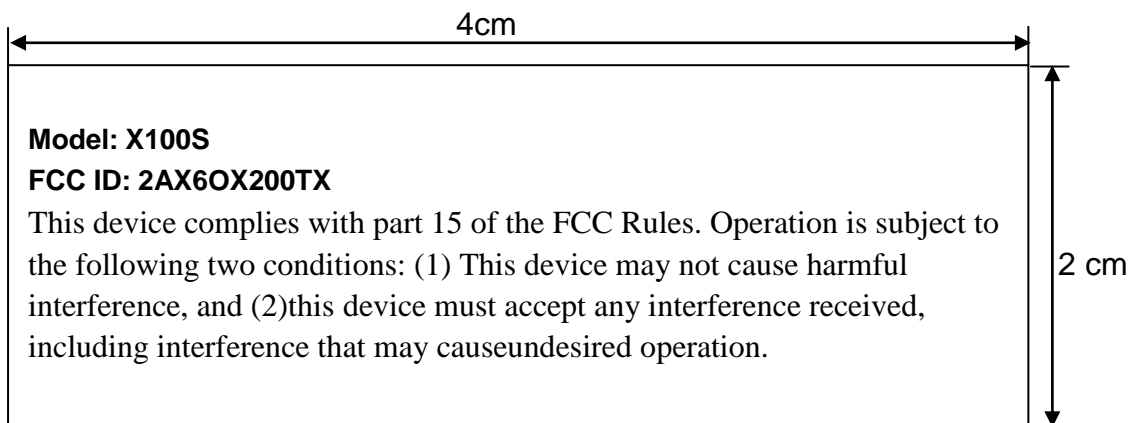 4cm
Model: X100S
FCC ID: 2AX6OX200TX
This device complies with part 15 of the FCC Rules. Operation is subject to
the following two conditions: (1) This device may not cause harmful
interference, and (2)this device must accept any interference received,
including interference that may causeundesired operation.
2 cm